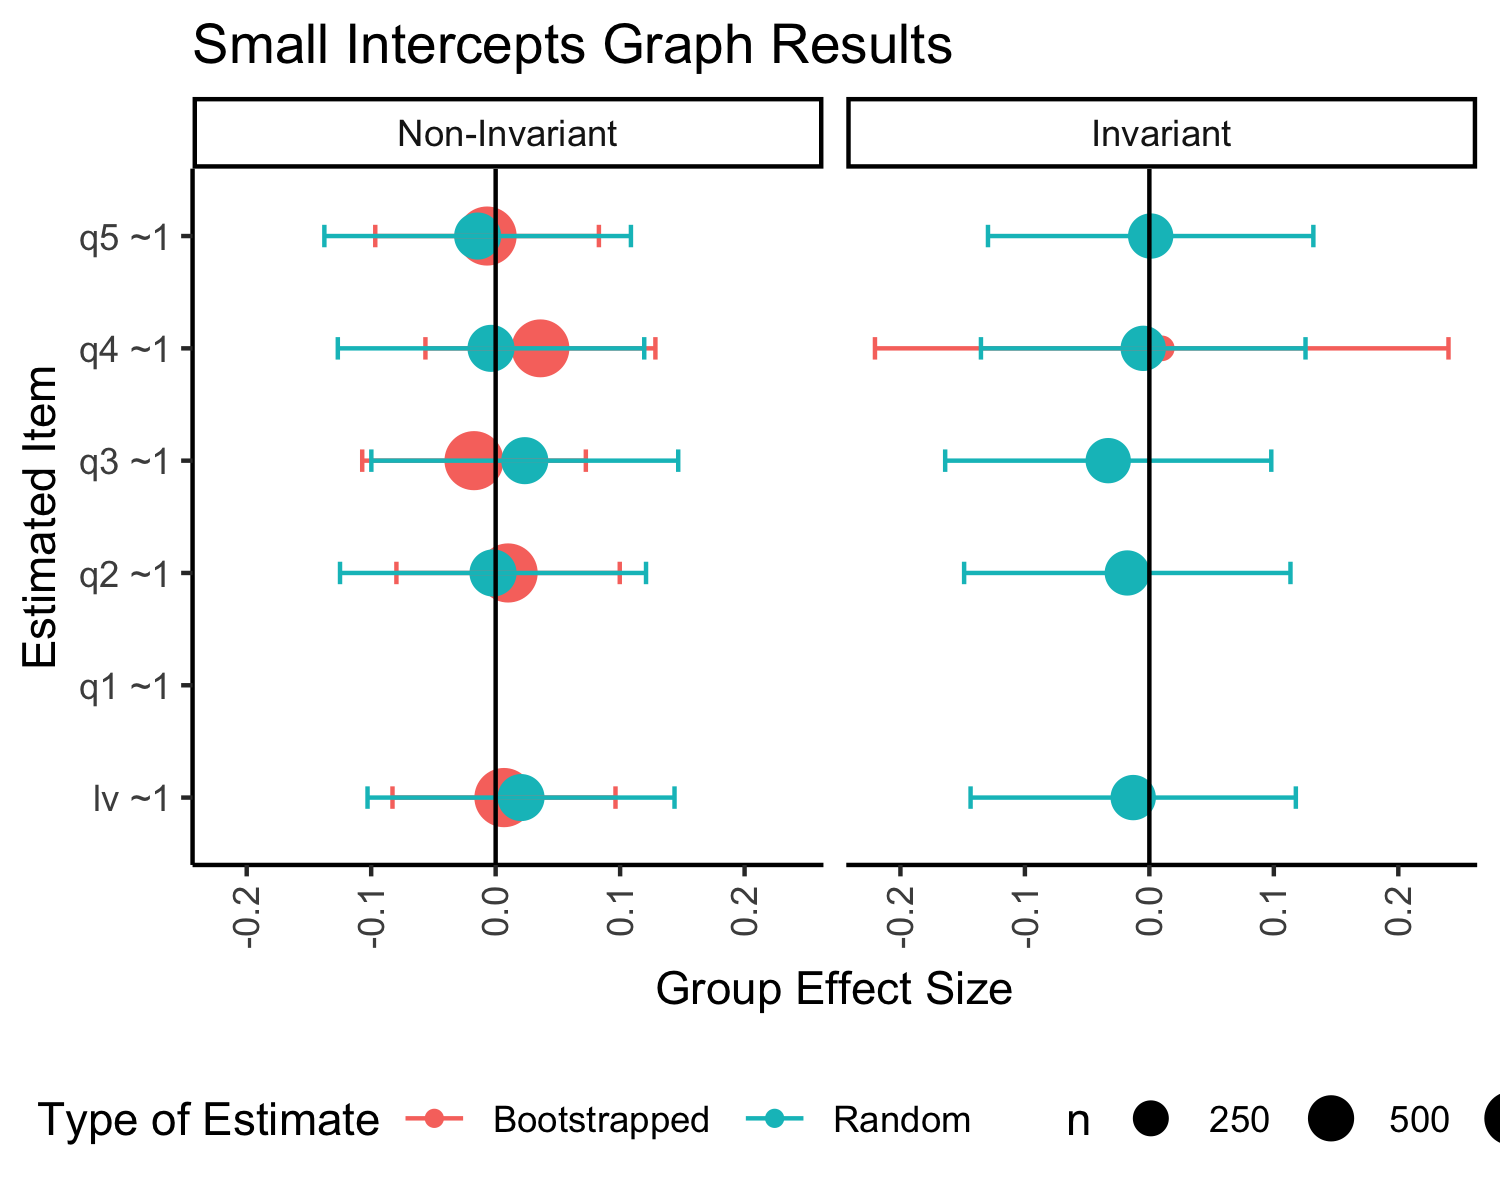 Small Intercepts Graph Results
Non-Invariant
Invariant
Estimated Item
q5 ~1
q4 ~1
q3 ~1
q2 ~1
q1 ~1
lv ~1
-0.2 -0.1 0.0 0.1 0.2
-0.2 -0.1 0.0 0.1 0.2
Group Effect Size
Type of Estimate Bootstrapped Random n 250 500